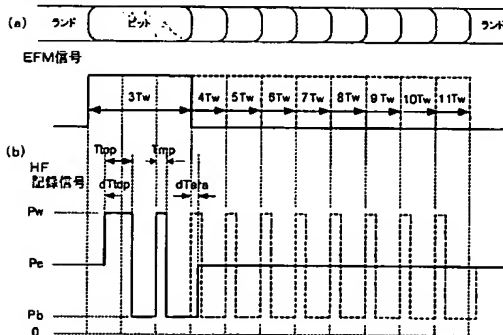 (a) ランド ピット ランド
EFM信号
3Tw 4Tw 5Tw 6Tw 7Tw 8Tw 9Tw 10Tw 11Tw
(b)
HF
記録信号
Ttop Tmp
dTtop dTera
Pw
Pe
Pb
0